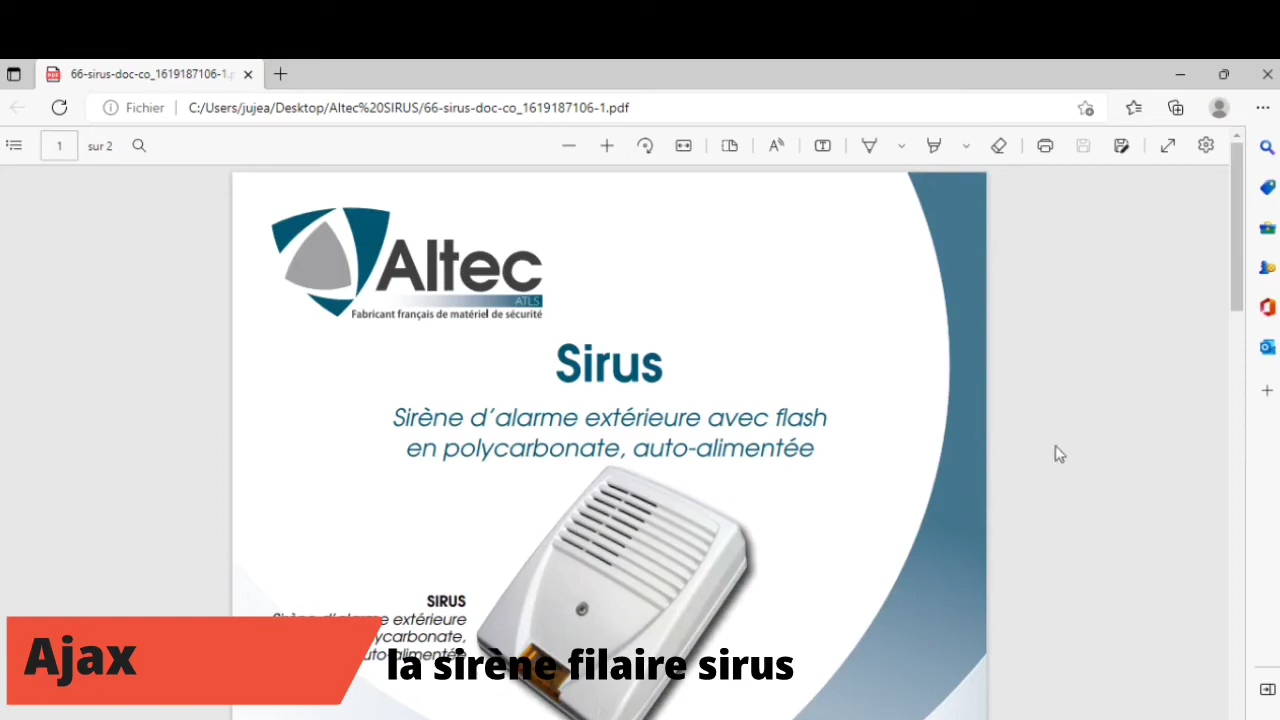 66-sirus-doc-co_1619187106-1.p
Fichier
C:/Users/jujea/Desktop/Altec%20SIRUS/66-sirus-doc-co_1619187106-1.pdf
1 sur 2
Altec
ATLS
Fabricant français de matériel de sécurité
Sirus
Sirène d'alarme extérieure avec flash
en polycarbonate, auto-alimentée
SIRUS
extérieure
Ajax
la sirène filaire sirus